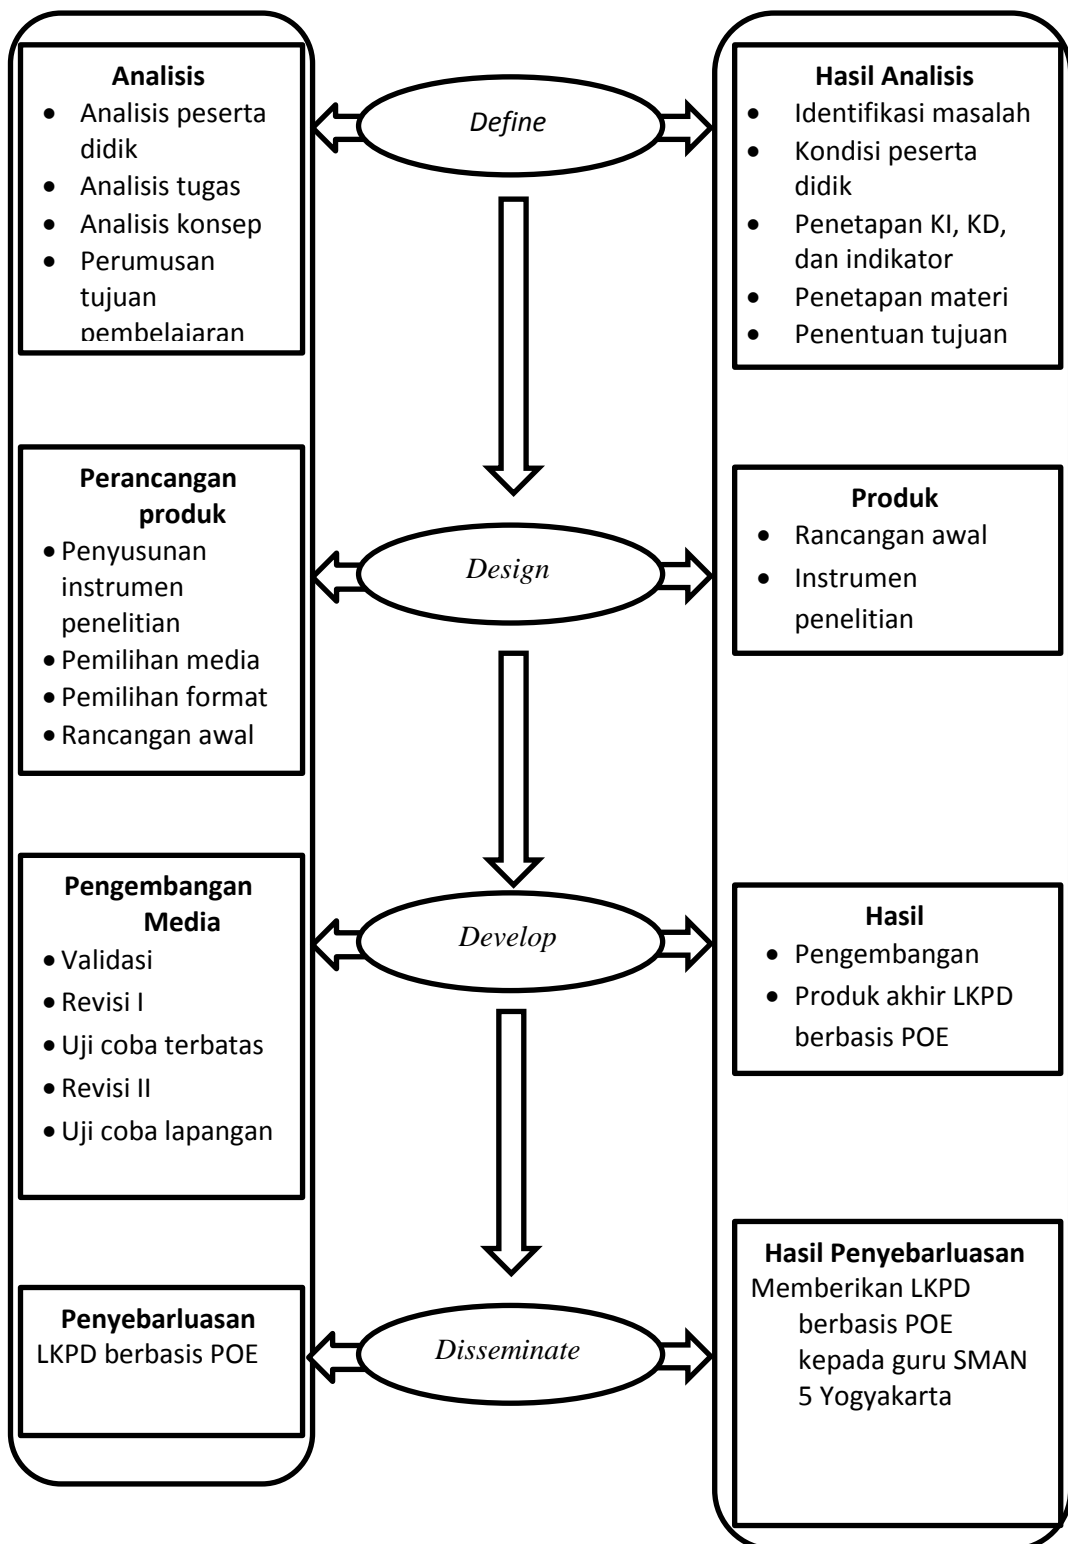 Analisis
• Analisis peserta
didik
• Analisis tugas
• Analisis konsep
• Perumusan
tujuan
pembelajaran
Define
Hasil Analisis
• Identifikasi masalah
• Kondisi peserta
didik
• Penetapan KI, KD,
dan indikator
• Penetapan materi
• Penentuan tujuan
Perancangan
produk
• Penyusunan
instrumen
penelitian
• Pemilihan media
• Pemilihan format
• Rancangan awal
Design
Produk
• Rancangan awal
• Instrumen
penelitian
Pengembangan
Media
• Validasi
• Revisi I
• Uji coba terbatas
• Revisi II
• Uji coba lapangan
Develop
Hasil
• Pengembangan
• Produk akhir LKPD
berbasis POE
Penyebarluasan
LKPD berbasis POE
Disseminate
Hasil Penyebarluasan
Memberikan LKPD
berbasis POE
kepada guru SMAN
5 Yogyakarta